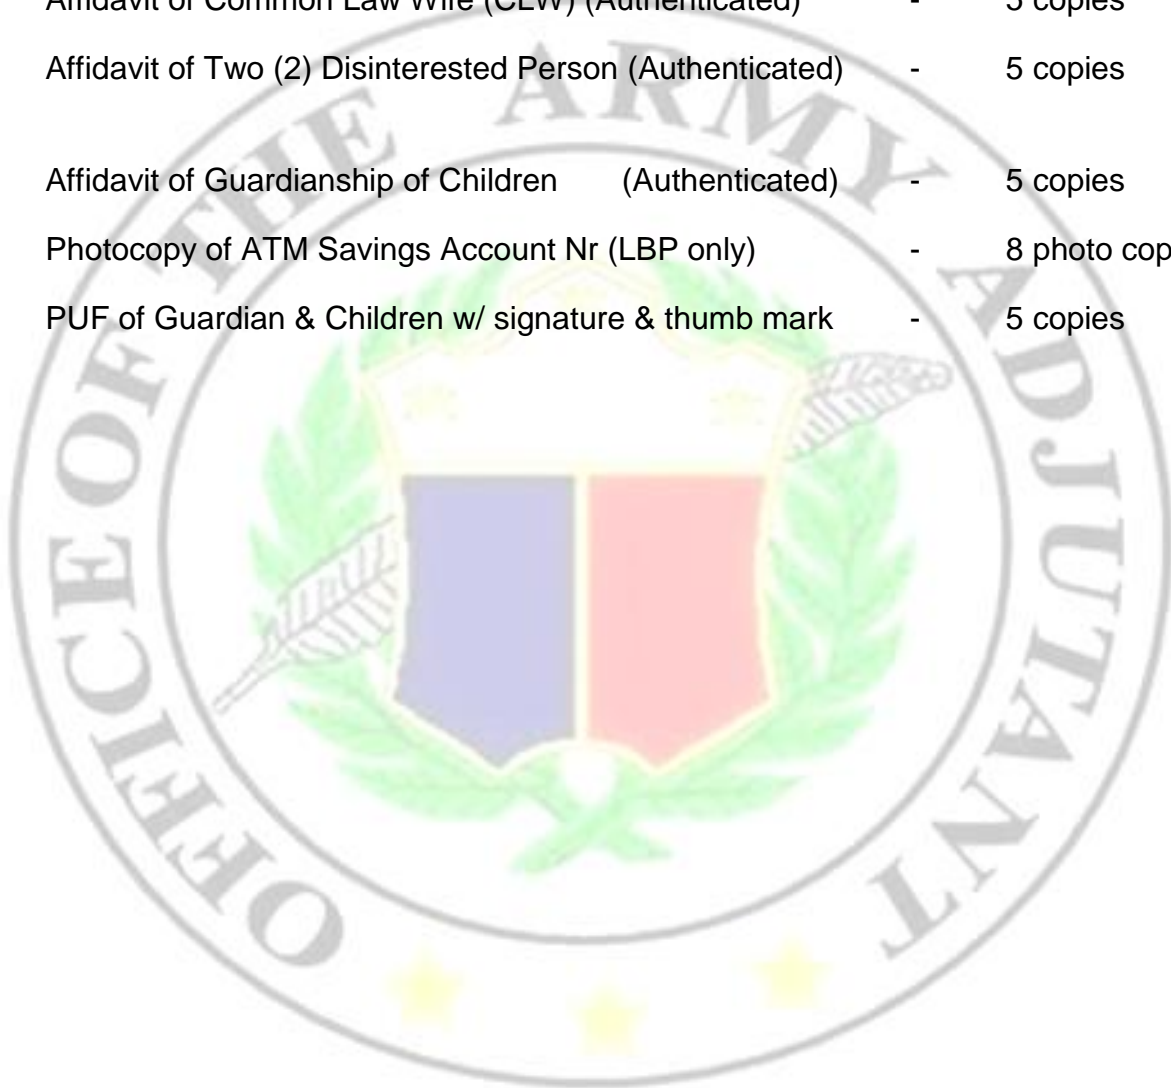 Affidavit of Common Law Wife (CLW) (Authenticated) - 5 copies
Affidavit of Two (2) Disinterested Person (Authenticated) - 5 copies
Affidavit of Guardianship of Children (Authenticated) - 5 copies
Photocopy of ATM Savings Account Nr (LBP only) - 8 photo cop
PUF of Guardian & Children w/ signature & thumb mark - 5 copies
OFFICE OF THE ARMY ADJUTANT